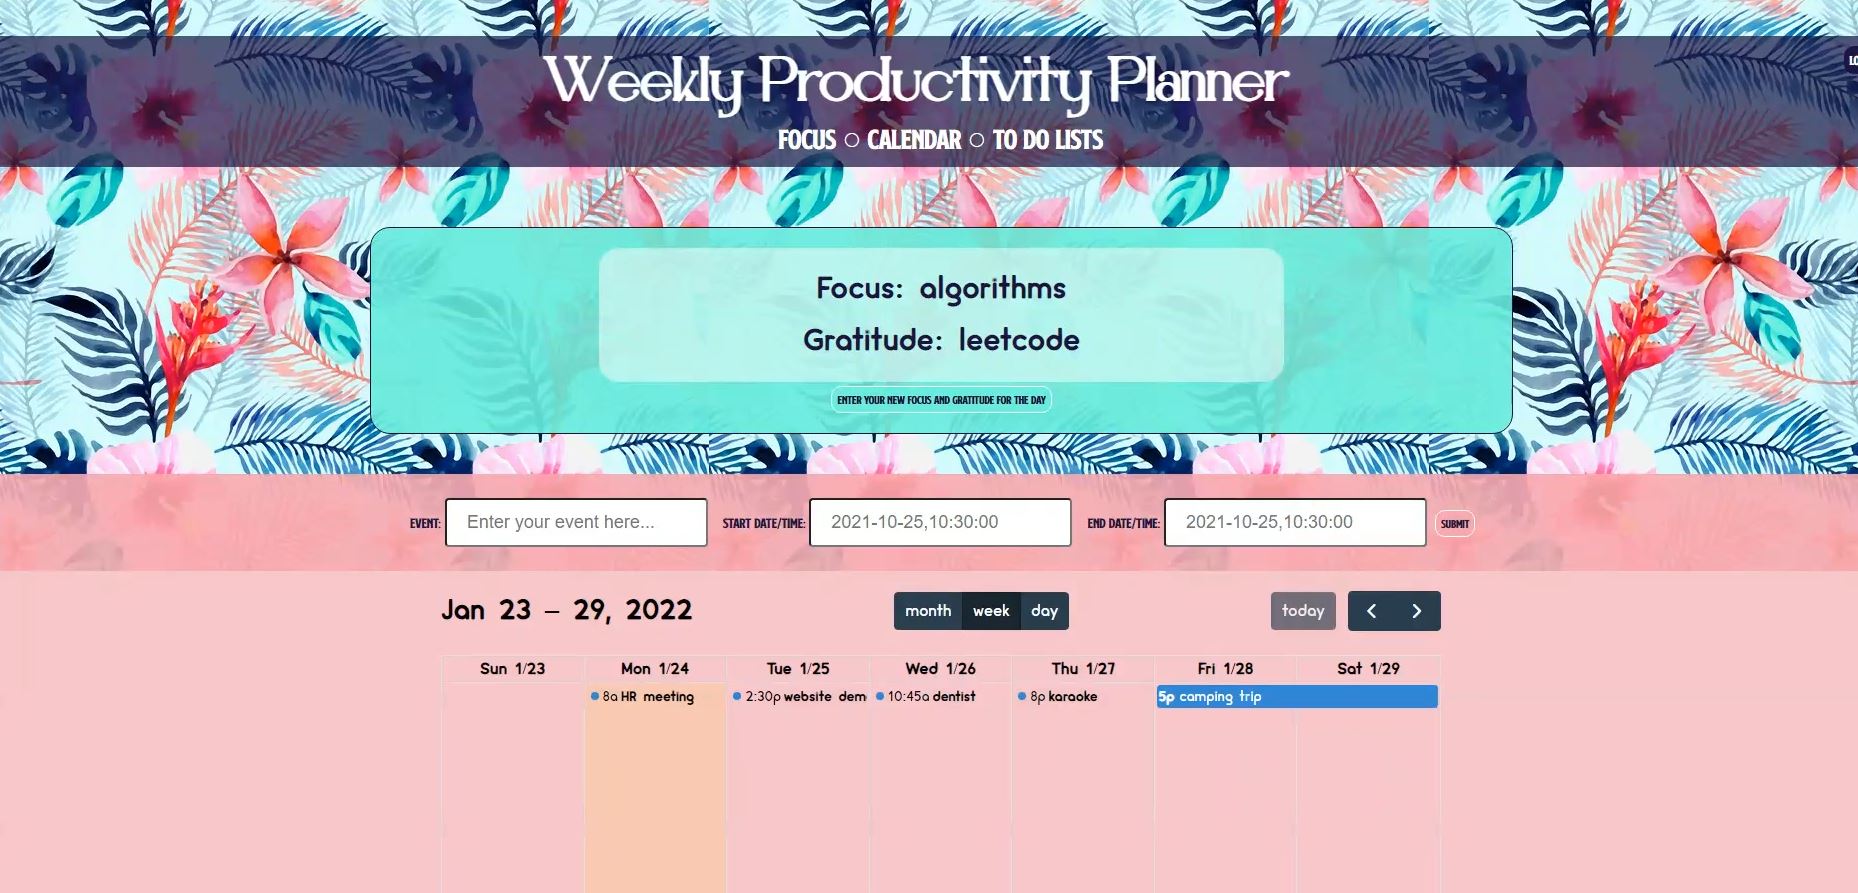 Weekly Productivity Planner
LO
FOCUS ○ CALENDAR ○ TO DO LISTS
Focus: algorithms
Gratitude: leetcode
ENTER YOUR NEW FOCUS AND GRATITUDE FOR THE DAY
EVENT: Enter your event here... START DATE/TIME: 2021-10-25,10:30:00 END DATE/TIME: 2021-10-25,10:30:00 SUBMIT
Jan 23 – 29, 2022 month week day today
Sun 1/23 Mon 1/24 Tue 1/25 Wed 1/26 Thu 1/27 Fri 1/28 Sat 1/29
8a HR meeting 2:30p website dem 10:45a dentist 8p karaoke 5p camping trip